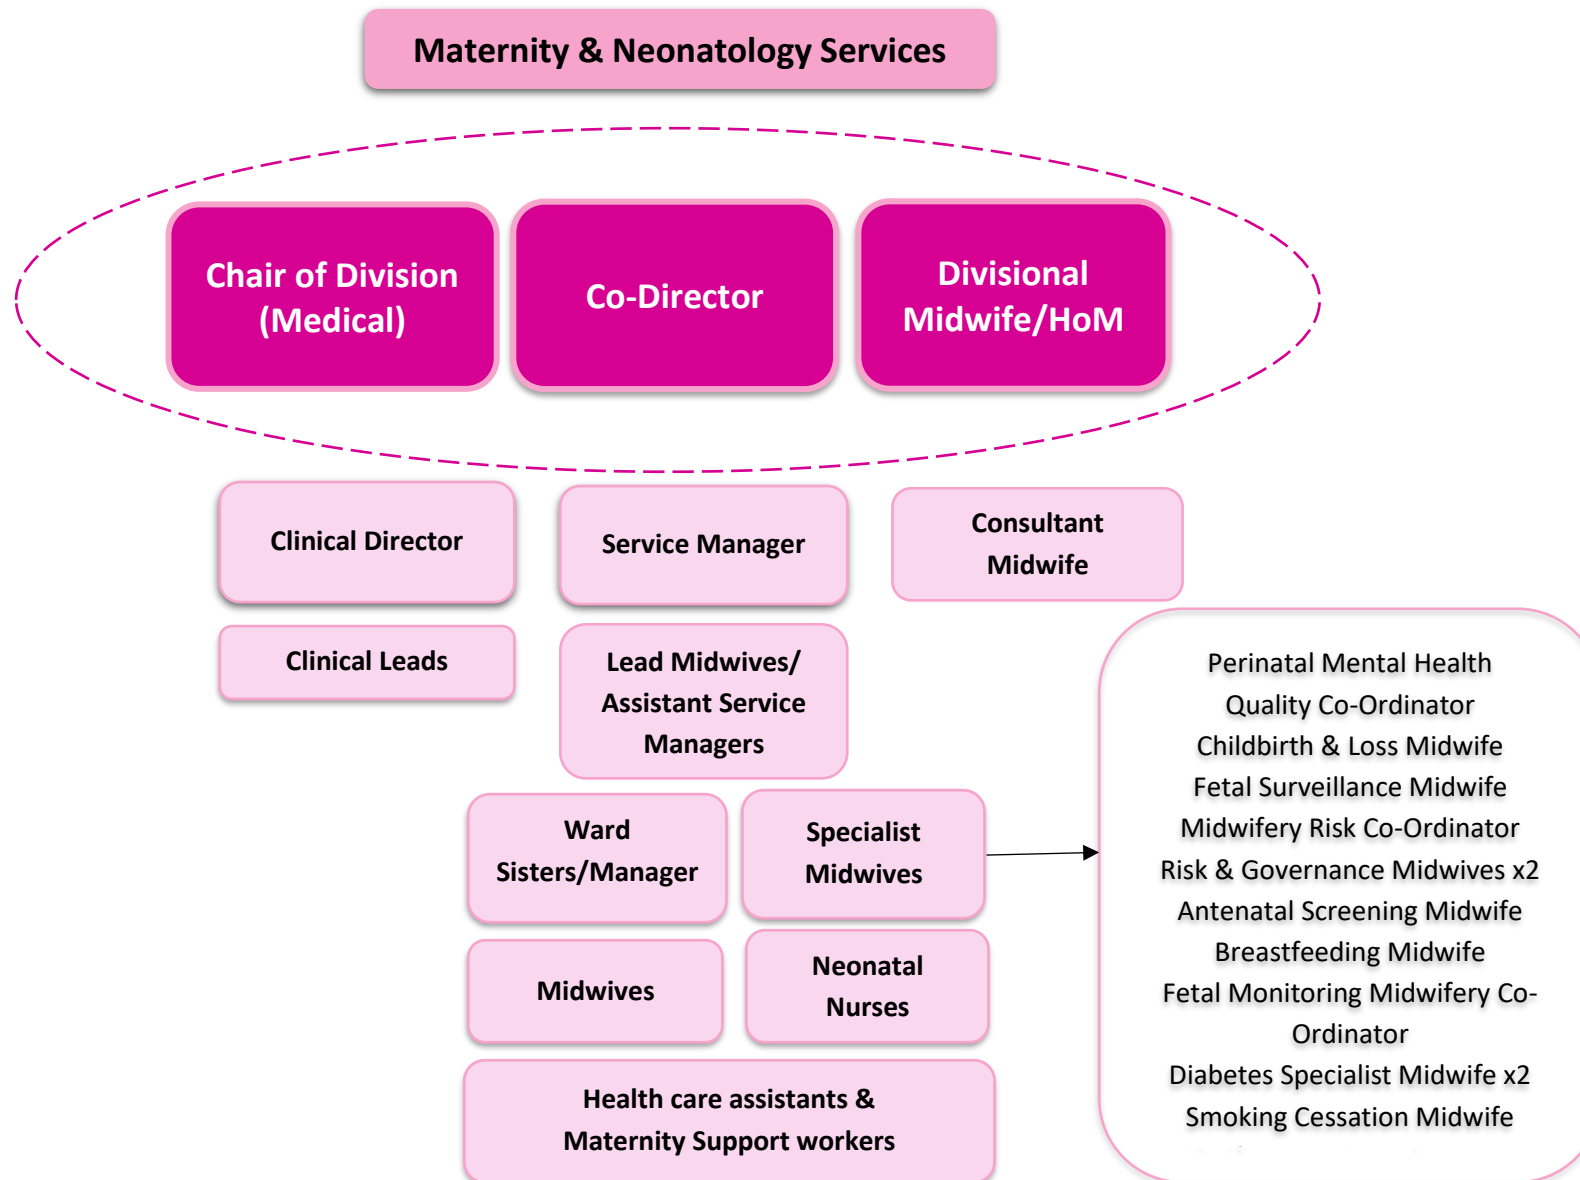 Maternity & Neonatology Services
Chair of Division
(Medical)
Co-Director
Divisional
Midwife/HoM
Clinical Director
Service Manager
Consultant
Midwife
Clinical Leads
Lead Midwives/
Assistant Service
Managers
Ward
Sisters/Manager
Specialist
Midwives
Midwives
Neonatal
Nurses
Health care assistants &
Maternity Support workers
Perinatal Mental Health
Quality Co-Ordinator
Childbirth & Loss Midwife
Fetal Surveillance Midwife
Midwifery Risk Co-Ordinator
Risk & Governance Midwives x2
Antenatal Screening Midwife
Breastfeeding Midwife
Fetal Monitoring Midwifery Co-
Ordinator
Diabetes Specialist Midwife x2
Smoking Cessation Midwife